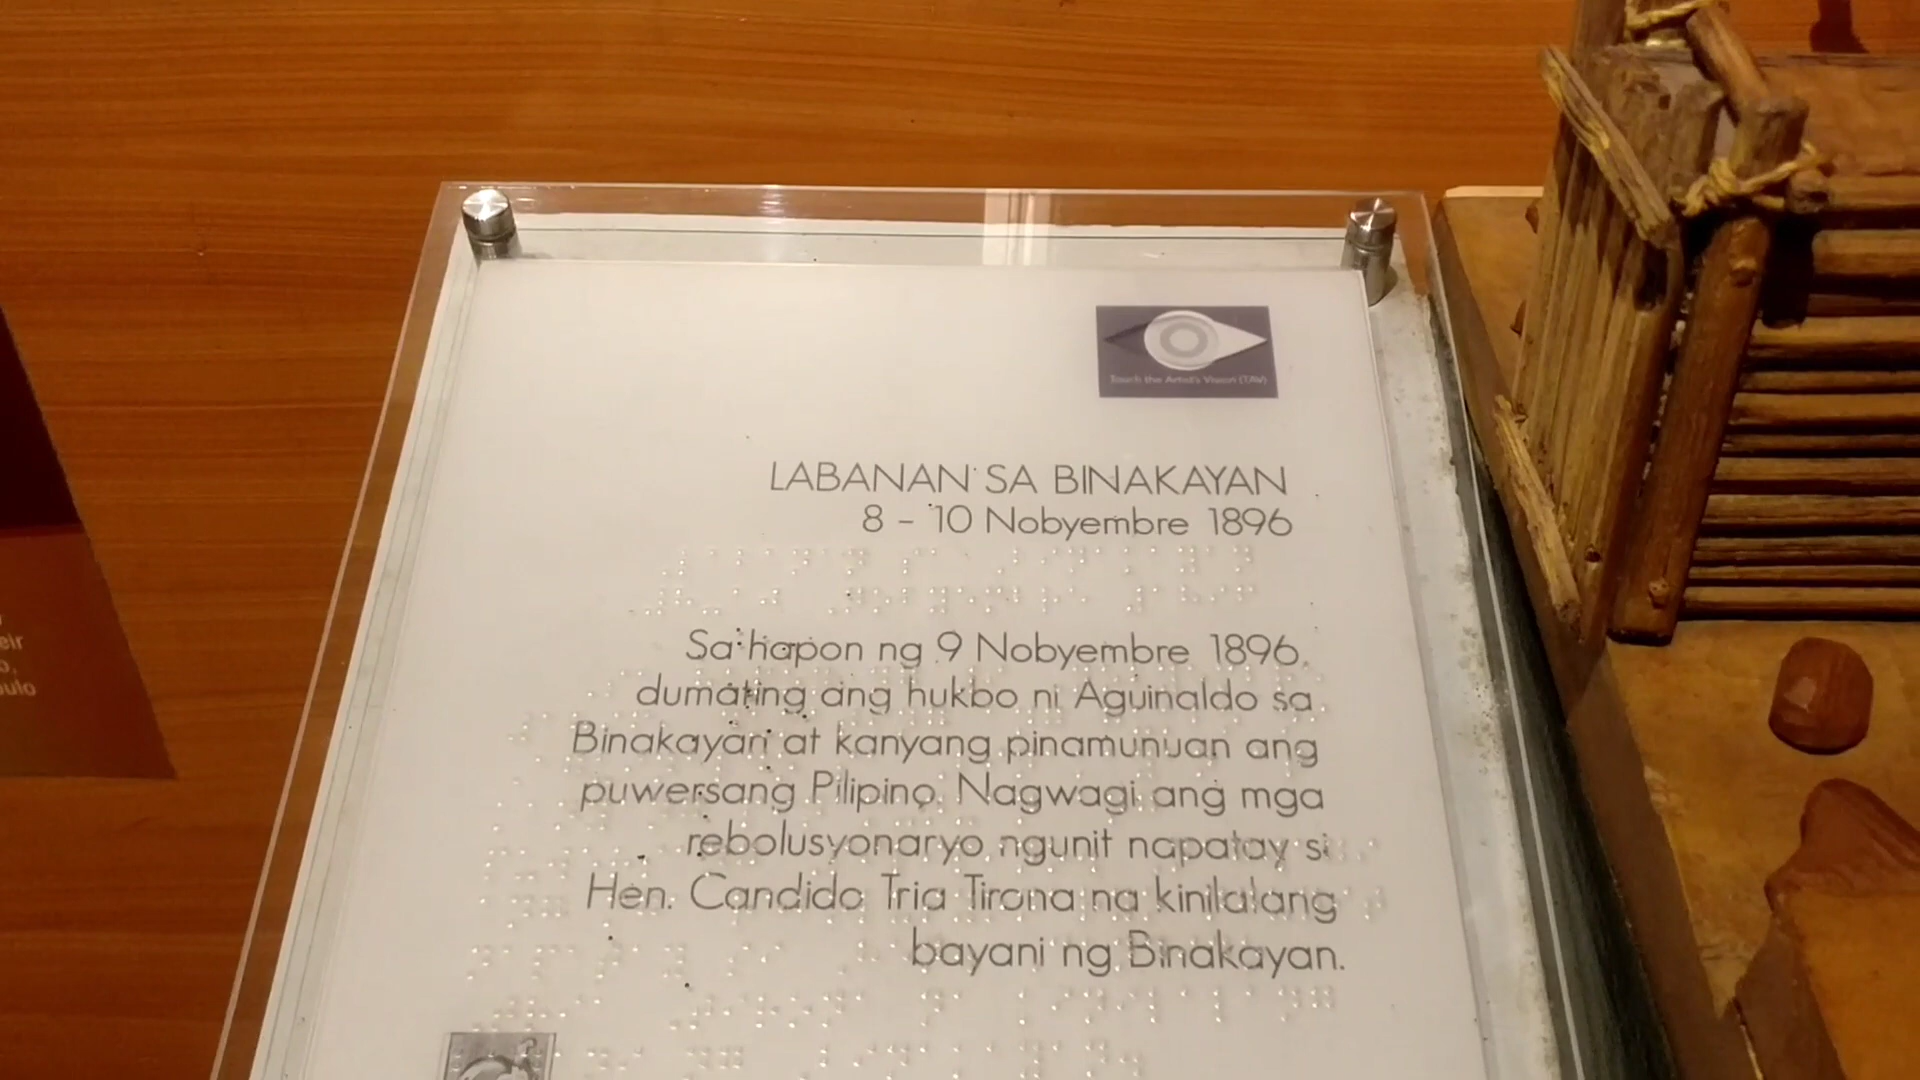 Touch the Artist's Vision (TAV)
LABANAN SA BINAKAYAN
8 - 10 Nobyembre 1896
Sa hapon ng 9 Nobyembre 1896,
dumating ang hukbo ni Aguinaldo sa
Binakayan at kanyang pinamunuan ang
puwersang Pilipino. Nagwagi ang mga
rebolusyonaryo ngunit napatay si
Hen. Candido Tria Tirona na kinilalang
bayani ng Binakayan.